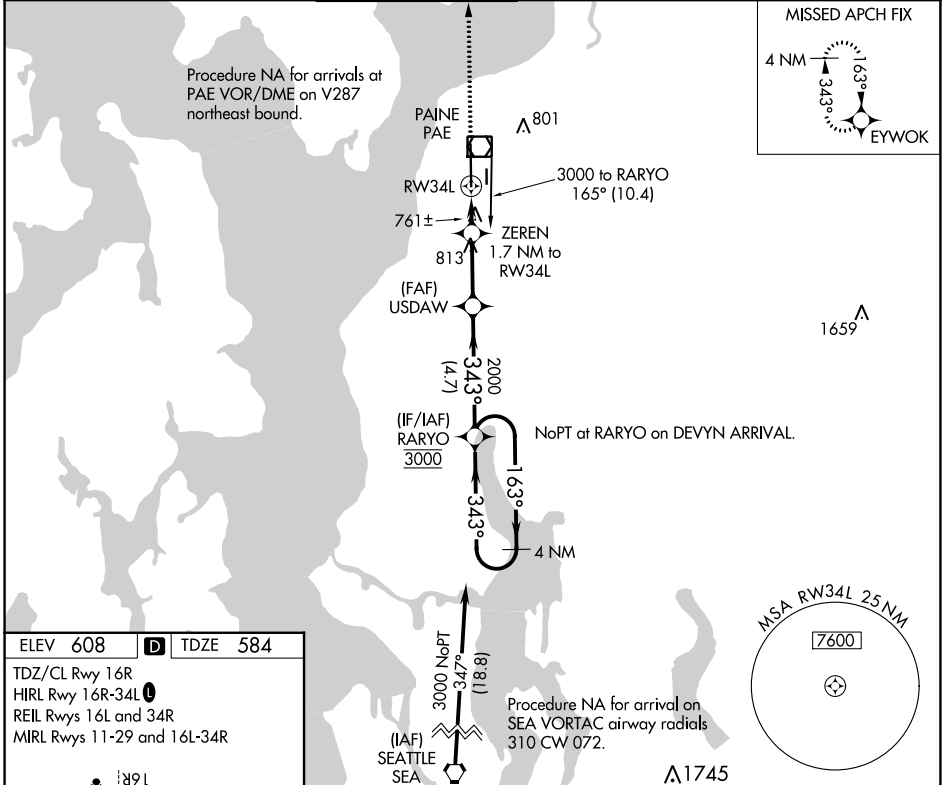 MISSED APCH FIX
4 NM
343°
163°
EYWOK
Procedure NA for arrivals at
PAE VOR/DME on V287
northeast bound.
PAINE
PAE
801
RW34L
3000 to RARYO
165° (10.4)
761±
ZEREN
1.7 NM to
RW34L
813
(FAF)
USDAW
1659
2000
343°
(4.7)
(IF/IAF)
RARYO
3000
NoPT at RARYO on DEVYN ARRIVAL.
163°
343°
4 NM
MSA RW34L 25 NM
7600
3000 NoPT
347°
(18.8)
Procedure NA for arrival on
SEA VORTAC airway radials
310 CW 072.
(IAF)
SEATTLE
SEA
1745
ELEV 608 D TDZE 584
TDZ/CL Rwy 16R
HIRL Rwy 16R-34L L
REIL Rwys 16L and 34R
MIRL Rwys 11-29 and 16L-34R
16R